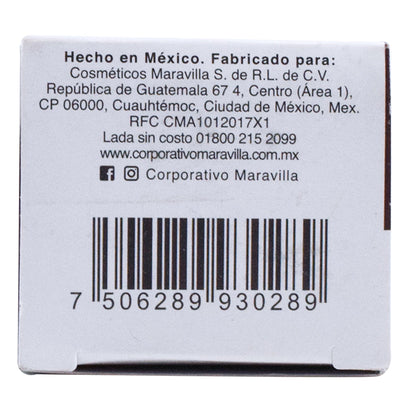 Hecho en México. Fabricado para:
Cosméticos Maravilla S. de R.L. de C.V.
República de Guatemala 67 4, Centro (Área 1),
CP 06000, Cuauhtémoc, Ciudad de México, Mex.
RFC CMA1012017X1
Lada sin costo 01800 215 2099
www.corporativomaravilla.com.mx
Corporativo Maravilla
7 506289 930289